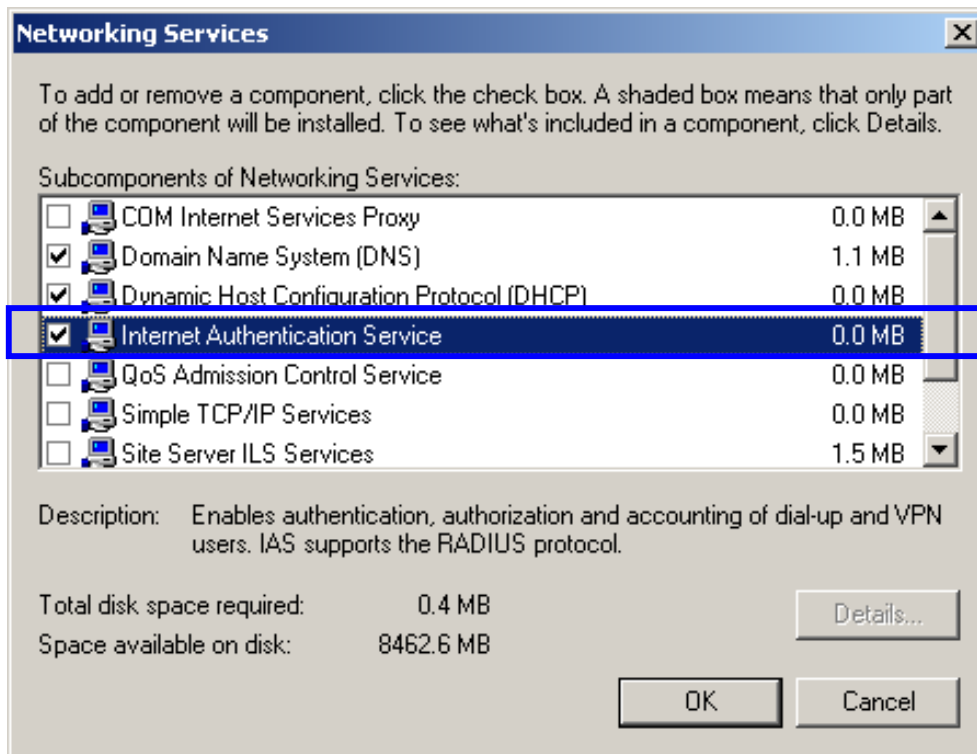 Networking Services
To add or remove a component, click the check box. A shaded box means that only part
of the component will be installed. To see what's included in a component, click Details.
Subcomponents of Networking Services:
COM Internet Services Proxy 0.0 MB
Domain Name System (DNS) 1.1 MB
Dynamic Host Configuration Protocol (DHCP) 0.0 MB
Internet Authentication Service 0.0 MB
QoS Admission Control Service 0.0 MB
Simple TCP/IP Services 0.0 MB
Site Server ILS Services 1.5 MB
Description: Enables authentication, authorization and accounting of dial-up and VPN
users. IAS supports the RADIUS protocol.
Total disk space required: 0.4 MB
Space available on disk: 8462.6 MB
Details...
OK Cancel